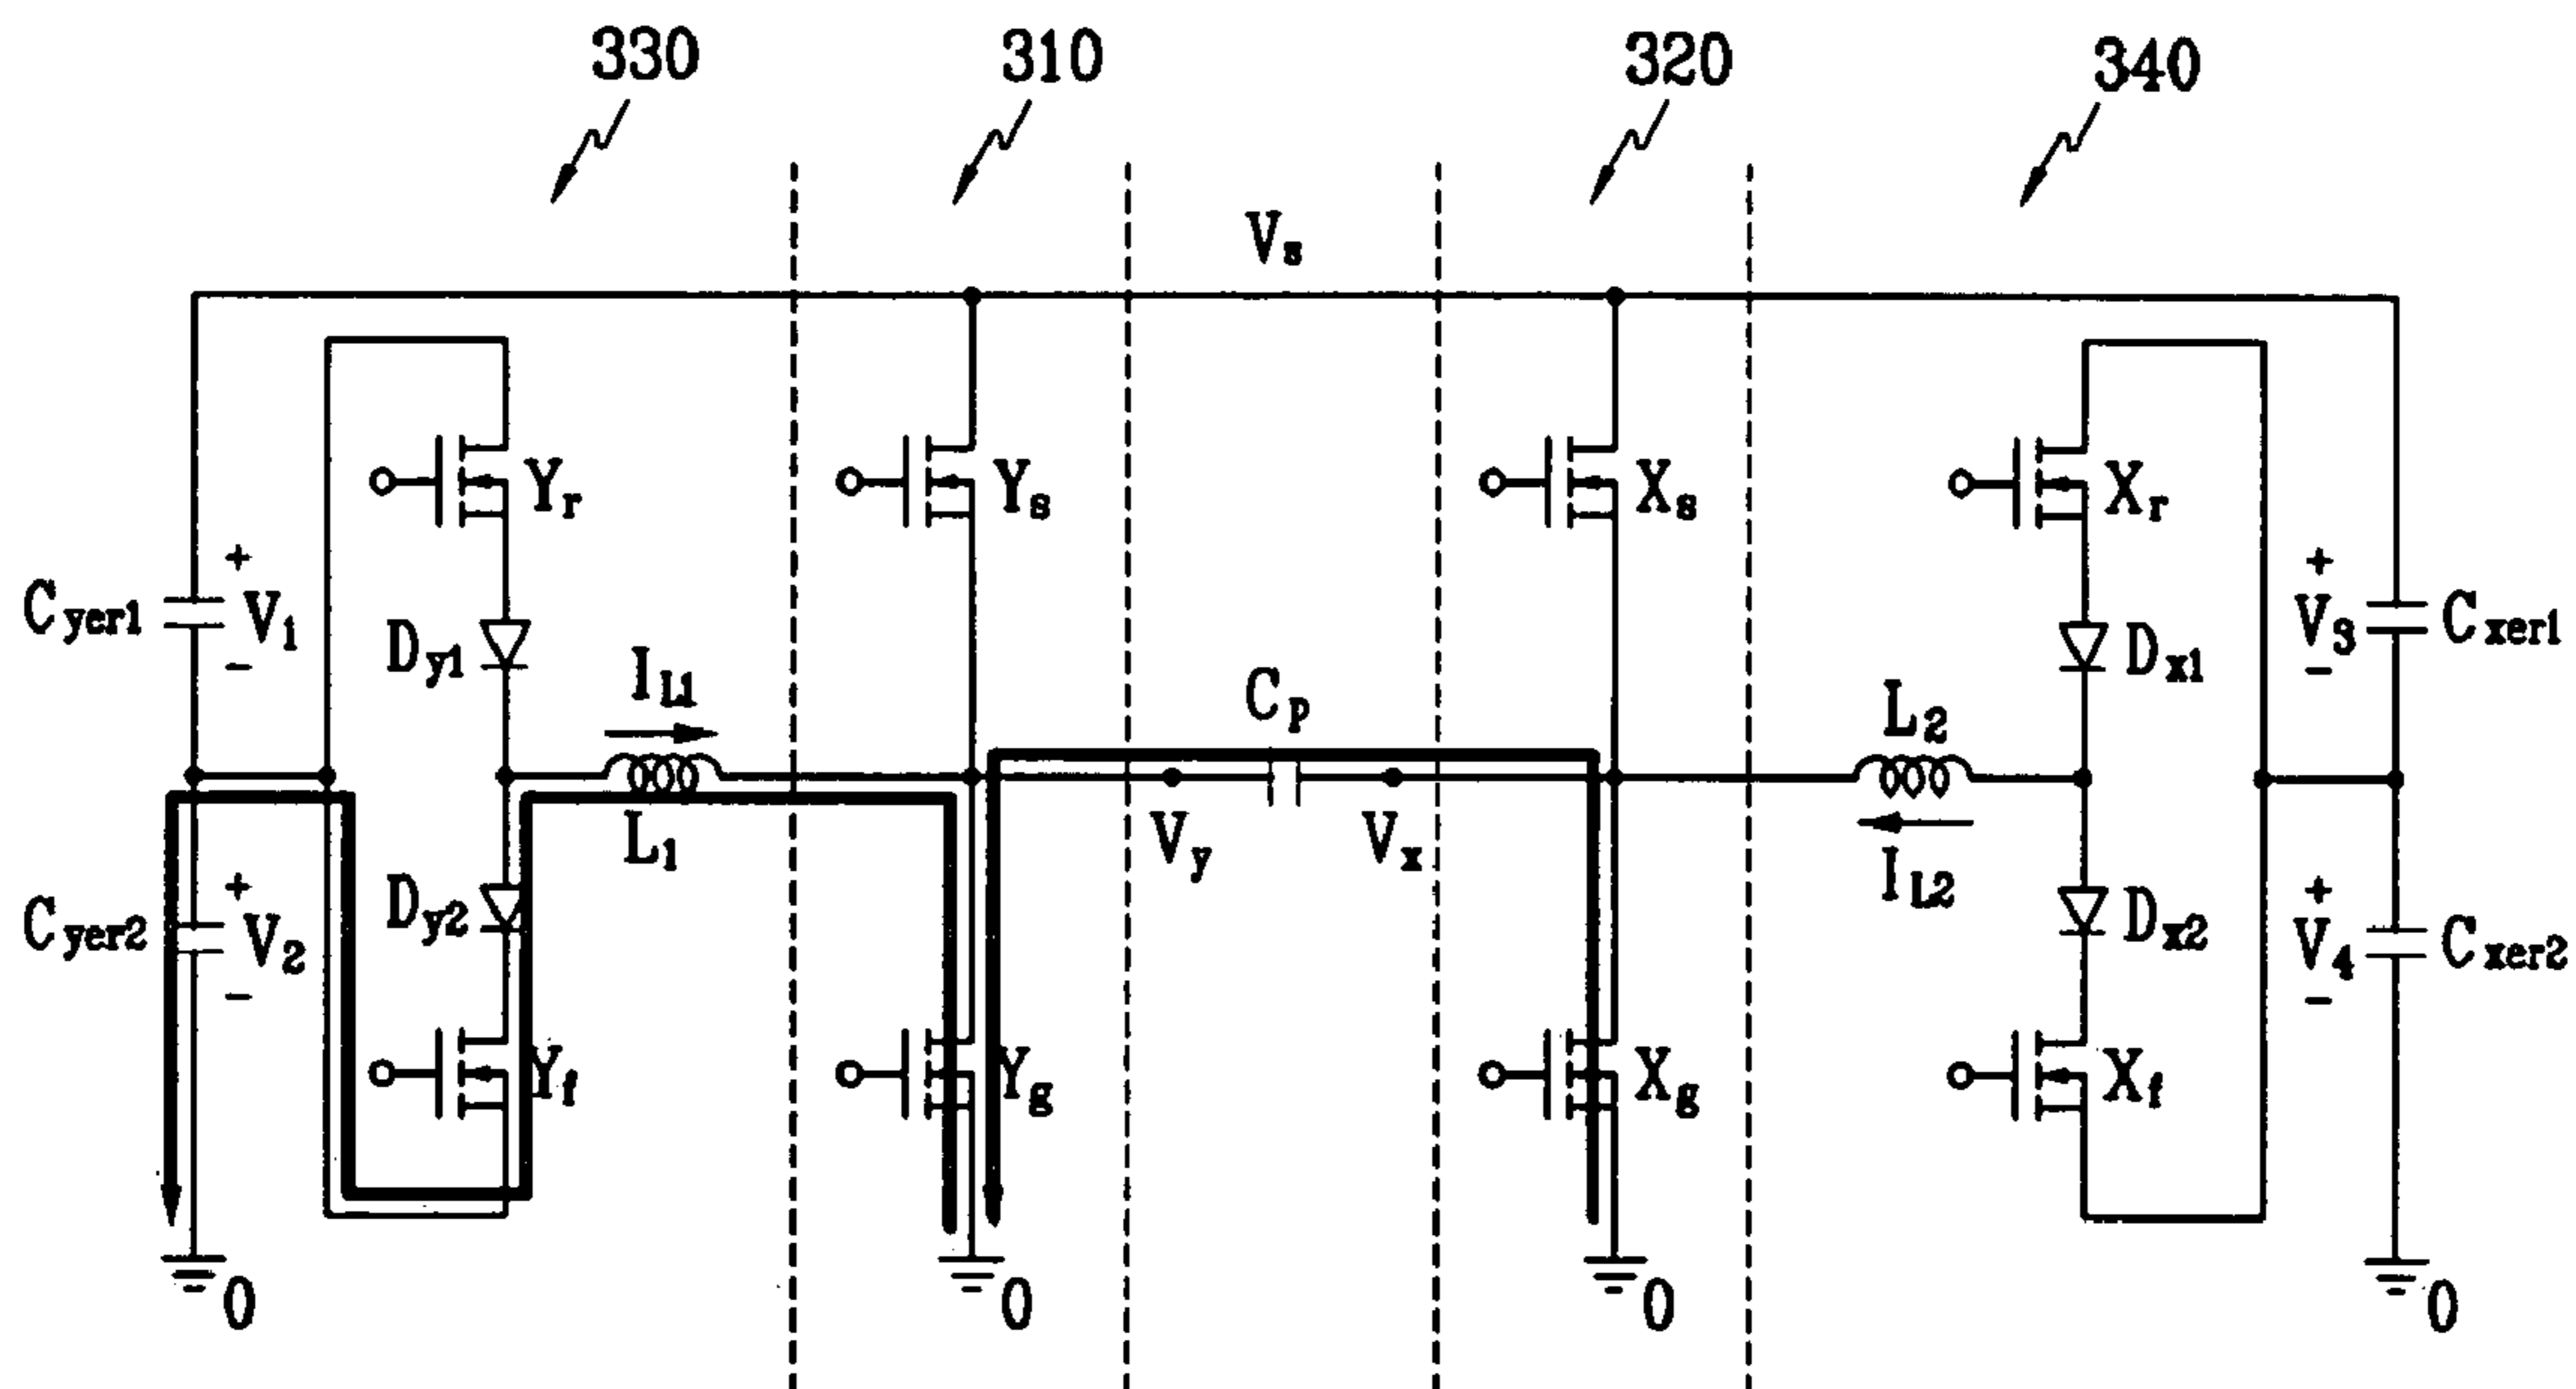 330 310 320 340
Vs
Yr Ys Xs Xr
+ +
Cyer1 V1 Dy1 IL1 Cp L2 Dx1 V3 Cxer1
- -
L1 Vy Vx IL2
+ +
Cyer2 V2 Dy2 Dx2 V4 Cxer2
- -
Yf Yg Xg Xf
0 0 0 0